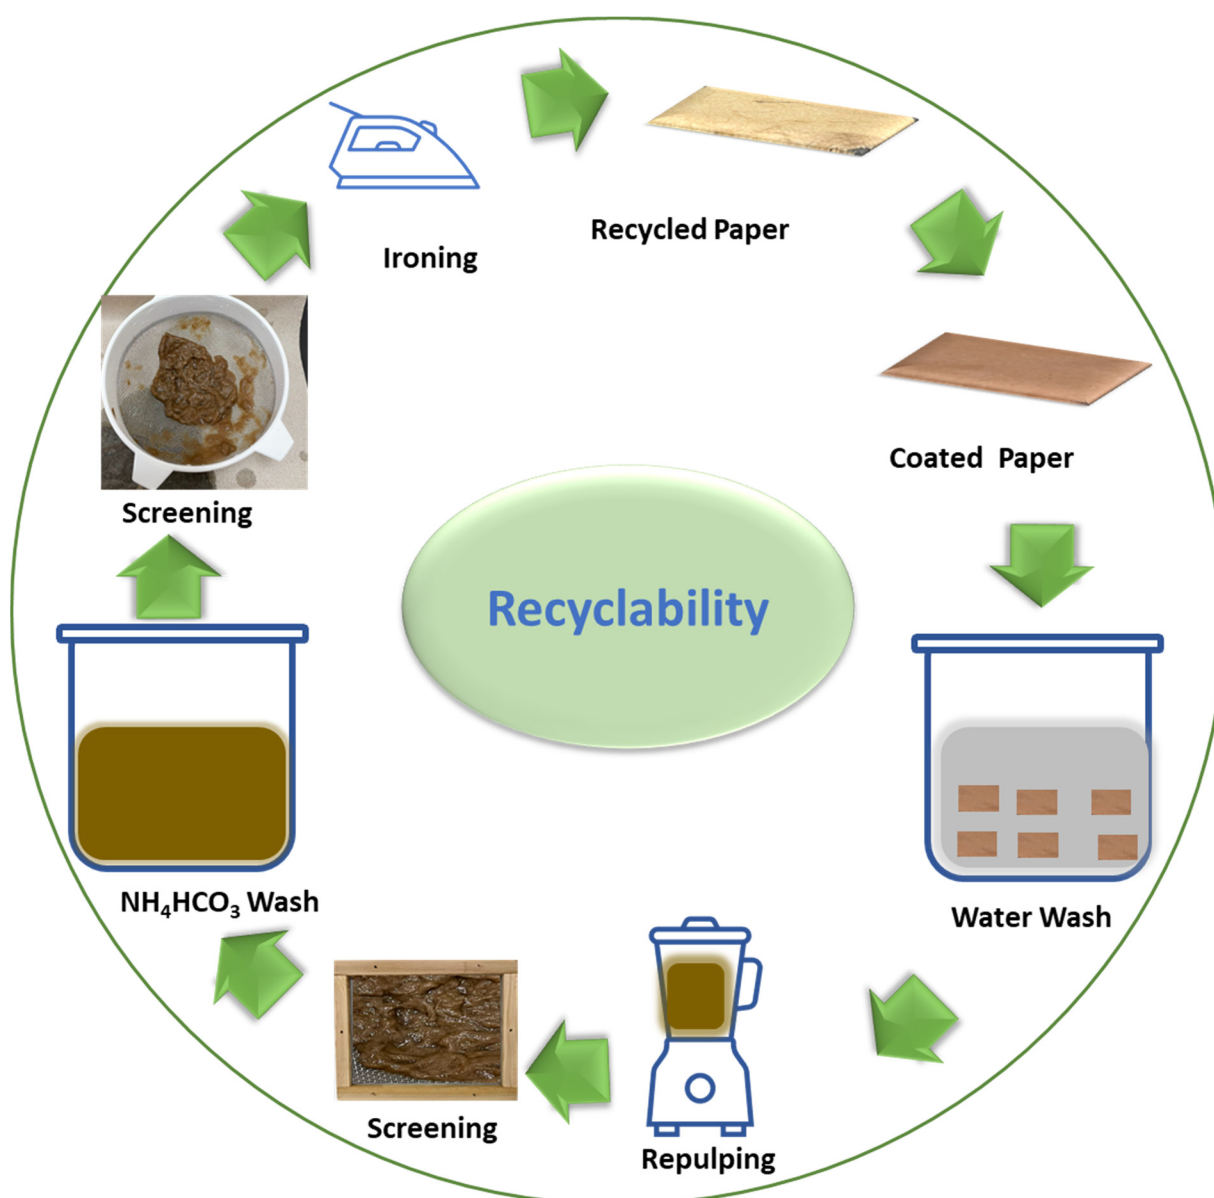 Ironing
Recycled Paper
Coated  Paper
Screening
Recyclability
NH₄HCO₃ Wash
Water Wash
Screening
Repulping